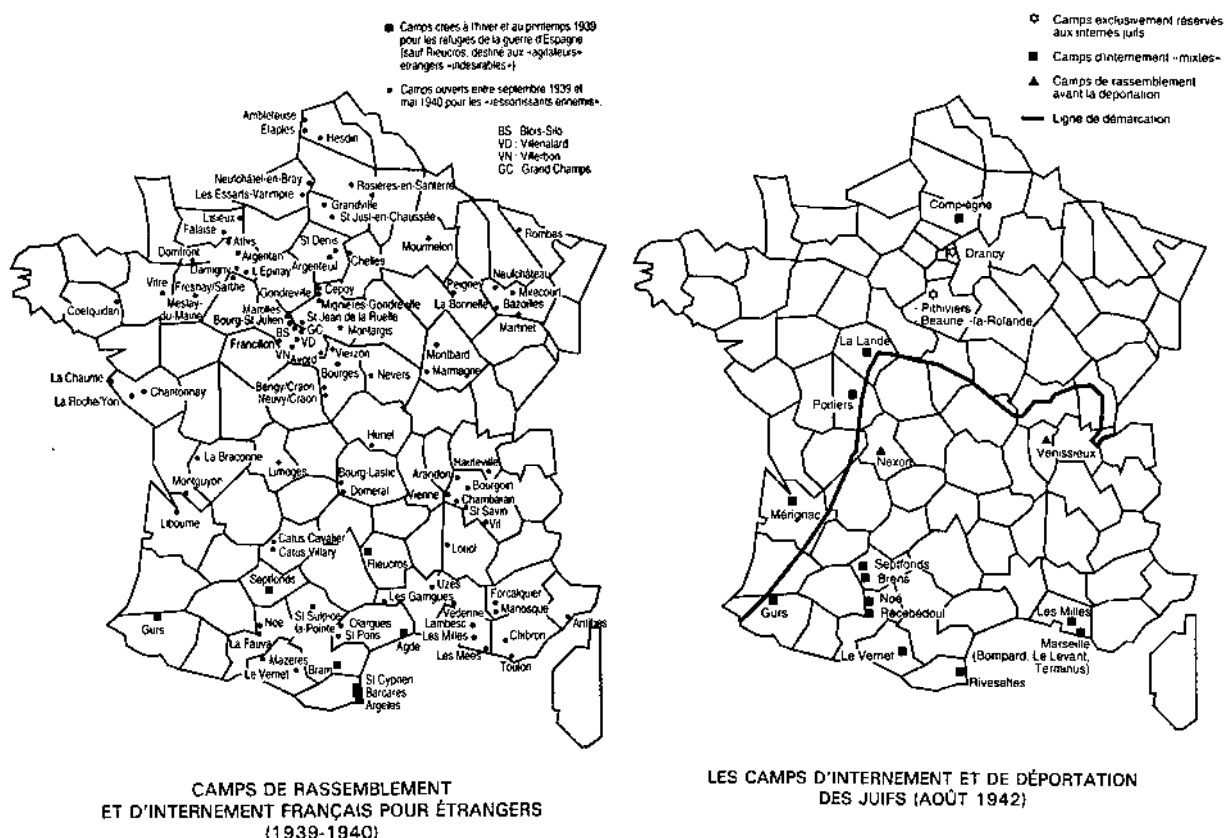 Camps créés à l'hiver et au printemps 1939
pour les réfugiés de la guerre d'Espagne
(sauf Rieucros, destiné aux «agitateurs»
étrangers «indésirables»)
Camps ouverts entre septembre 1939 et
mai 1940 pour les «ressortissants ennemis».
BS Blois-Silo
VD : Villenalard
VN : Villerbon
GC Grand Champs
Ambleteuse
Étaples
Hesdin
Neufchâtel-en-Bray
Les Essarts-Varimpre
Rosières-en-Santerre
Grandville
St Just-en-Chaussée
Lisieux
Falaise
Athis
Argentan
Domfront
Damigny
L'Epinay
Fresnay/Sarthe
Vitré
Meslay-
du-Maine
Coetquidan
St Denis
Argenteuil
Chelles
Mourmelon
Rombas
Neufchâteau
Peigney
Mirecourt
La Bonnelle
Bazoilles
Martinet
Gondreville
Cepoy
Mignières-Gondreville
Marolles
St Jean de la Ruelle
Bourg-St Julien
BS
GC
Montargis
Francillon
VD
VN
Avord
Vierzon
Bourges
Nevers
Montbard
Marmagne
Bengy/Craon
Neuvy/Craon
La Chaume
Chantonnay
La Roche/Yon
Huriel
La Braconne
Limoges
Montguyon
Libourne
Bourg-Lastic
Domeral
Arandon
Hauteville
Bourgoin
Vienne
Chambaran
St Savin
Vif
Loriol
Catus Cavalier
Catus Villary
Rieucros
Septfonds
Uzès
Les Garrigues
Forcalquier
Manosque
Vedenne
Lambesc
Les Milles
Les Mées
Chibron
Toulon
Antibes
Gurs
Noé
La Fauva
St Sulpice
la-Pointe
Olargues
St Pons
Agde
Mazères
Le Vernet
Bram
St Cyprien
Barcarès
Argelès
CAMPS DE RASSEMBLEMENT
ET D'INTERNEMENT FRANÇAIS POUR ÉTRANGERS
(1939-1940)
Camps exclusivement réservés
aux internés juifs
Camps d'internement «mixtes»
Camps de rassemblement
avant la déportation
Ligne de démarcation
Compiègne
Drancy
- Pithiviers
- Beaune-la-Rolande
La Lande
Poitiers
Nexon
Vénissieux
Mérignac
Septfonds
Brens
Noé
Récébédou
Gurs
Le Vernet
Rivesaltes
Les Milles
Marseille
(Bompard, Le Levant,
Terminus)
LES CAMPS D'INTERNEMENT ET DE DÉPORTATION
DES JUIFS (AOÛT 1942)